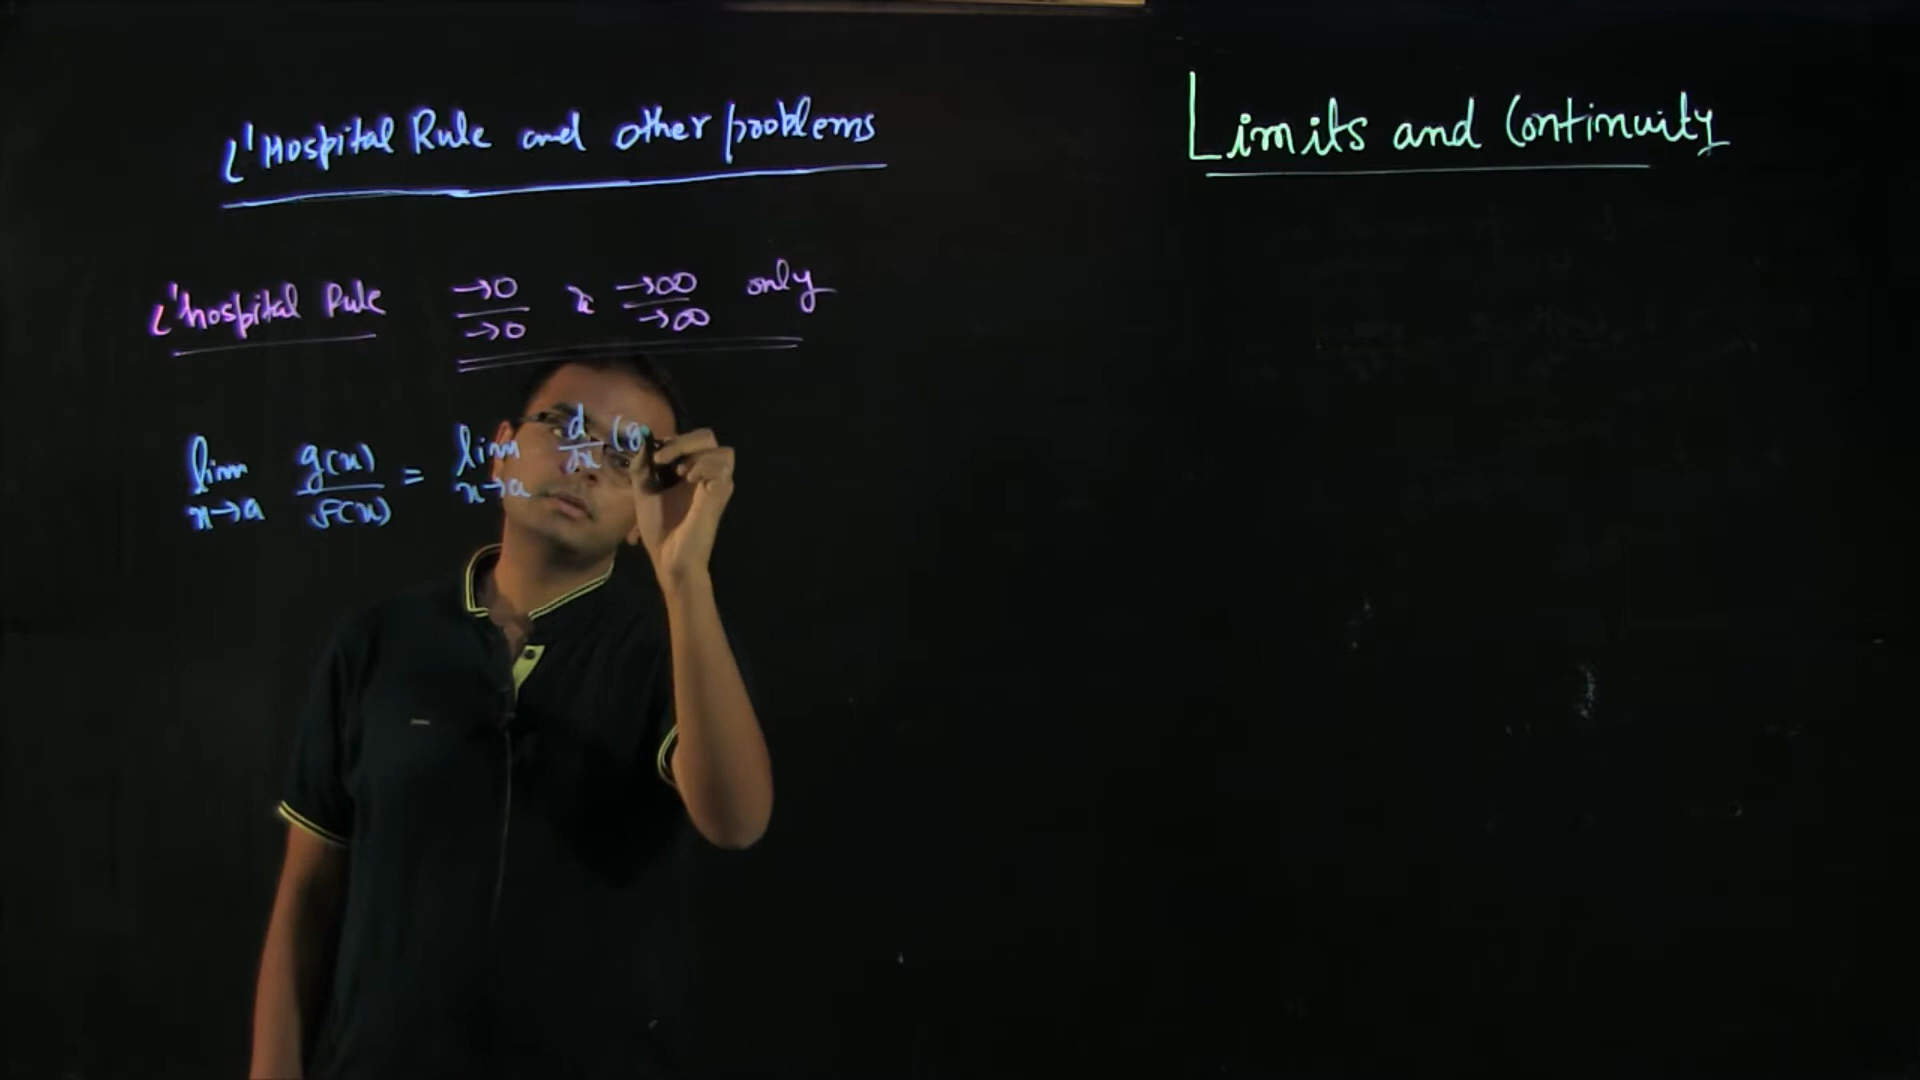 L'Hospital Rule and other problems
Limits and Continuity
L'hospital Rule →0/→0 & →∞/→∞ only
lim x→a g(x)/f(x) = lim x→a d/dx (g